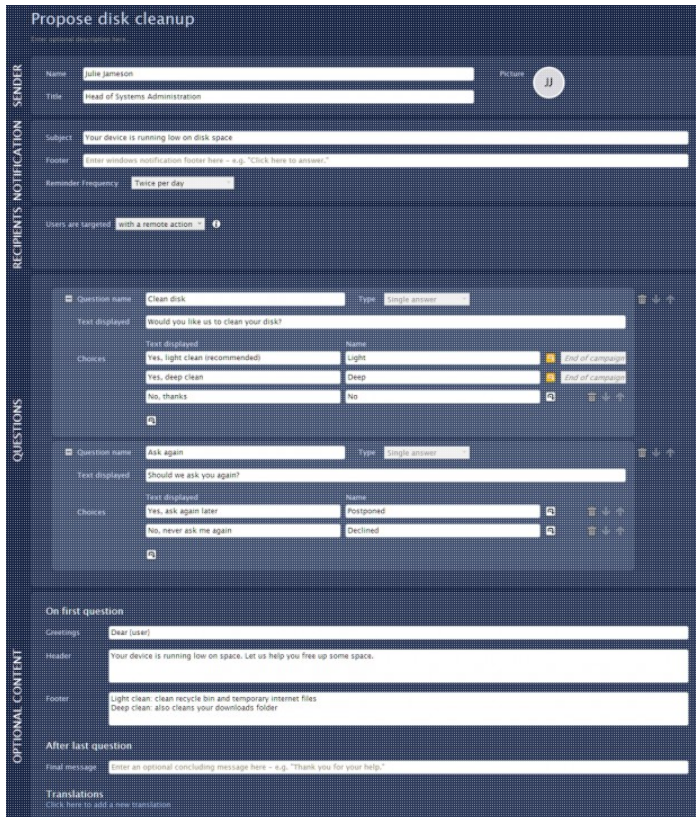 Propose disk cleanup
Enter optional description here
SENDER
Name Julie Jameson Picture JJ
Title Head of Systems Administration
NOTIFICATION
Subject Your device is running low on disk space
Footer Enter windows notification footer here - e.g. "Click here to answer."
Reminder Frequency Twice per day
RECIPIENTS
Users are targeted with a remote action
QUESTIONS
Question name Clean disk Type Single answer
Text displayed Would you like us to clean your disk?
Text displayed Name
Choices Yes, light clean (recommended) Light End of campaign
Yes, deep clean Deep End of campaign
No, thanks No
Question name Ask again Type Single answer
Text displayed Should we ask you again?
Text displayed Name
Choices Yes, ask again later Postponed
No, never ask me again Declined
OPTIONAL CONTENT
On first question
Greetings Dear {user}
Header Your device is running low on space. Let us help you free up some space.
Footer Light clean: clean recycle bin and temporary internet files
Deep clean: also cleans your downloads folder
After last question
Final message Enter an optional concluding message here - e.g. "Thank you for your help."
Translations
Click here to add a new translation